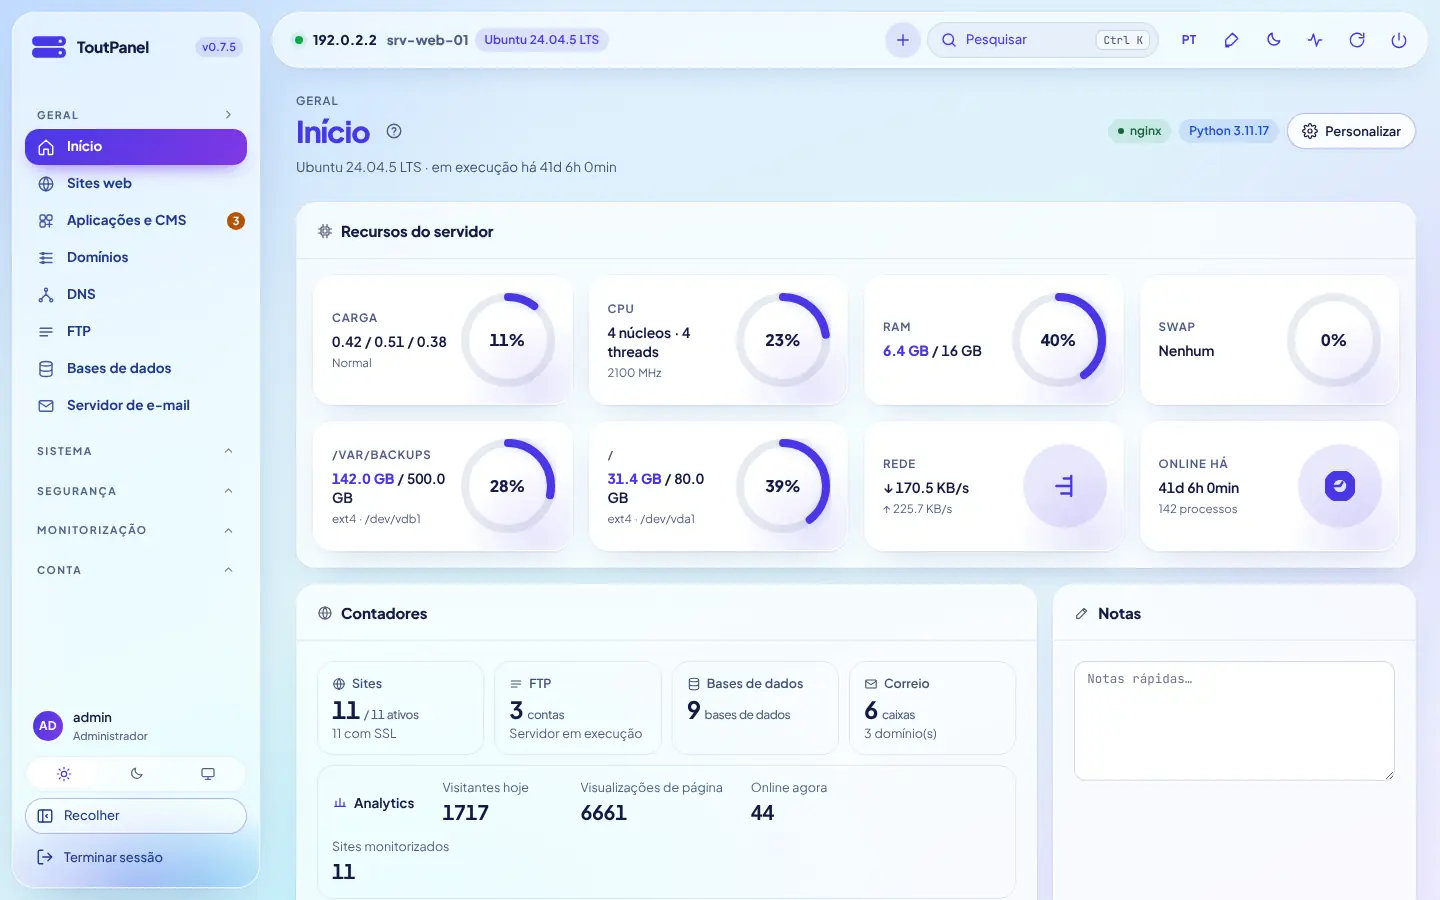 ToutPanel
v0.7.5
GERAL
Início
Sites web
Aplicações e CMS
3
Domínios
DNS
FTP
Bases de dados
Servidor de e-mail
SISTEMA
SEGURANÇA
MONITORIZAÇÃO
CONTA
AD
admin
Administrador
Recolher
Terminar sessão
192.0.2.2 srv-web-01 Ubuntu 24.04.5 LTS
Pesquisar
Ctrl K
PT
GERAL
Início
Ubuntu 24.04.5 LTS · em execução há 41d 6h 0min
nginx
Python 3.11.17
Personalizar
Recursos do servidor
CARGA
0.42 / 0.51 / 0.38
Normal
11%
CPU
4 núcleos · 4
threads
2100 MHz
23%
RAM
6.4 GB / 16 GB
40%
SWAP
Nenhum
0%
/VAR/BACKUPS
142.0 GB / 500.0
GB
ext4 · /dev/vdb1
28%
/
31.4 GB / 80.0
GB
ext4 · /dev/vda1
39%
REDE
↓ 170.5 KB/s
↑ 225.7 KB/s
ONLINE HÁ
41d 6h 0min
142 processos
Contadores
Sites
11 / 11 ativos
11 com SSL
FTP
3 contas
Servidor em execução
Bases de dados
9 bases de dados
Correio
6 caixas
3 domínio(s)
Analytics
Visitantes hoje
1717
Visualizações de página
6661
Online agora
44
Sites monitorizados
11
Notas
Notas rápidas…